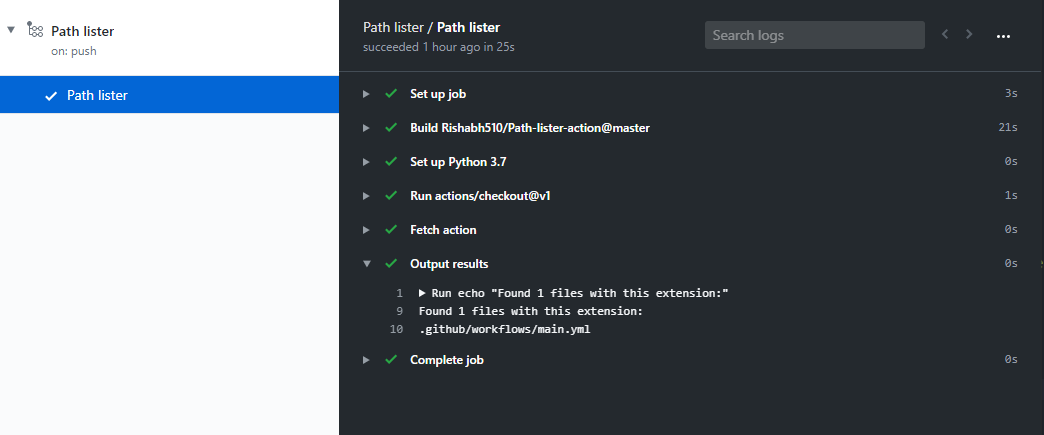 Path lister
on: push
Path lister
Path lister / Path lister
succeeded 1 hour ago in 25s
Search logs
Set up job 3s
Build Rishabh510/Path-lister-action@master 21s
Set up Python 3.7 0s
Run actions/checkout@v1 1s
Fetch action 0s
Output results 0s
1 Run echo "Found 1 files with this extension:"
9 Found 1 files with this extension:
10 .github/workflows/main.yml
Complete job 0s